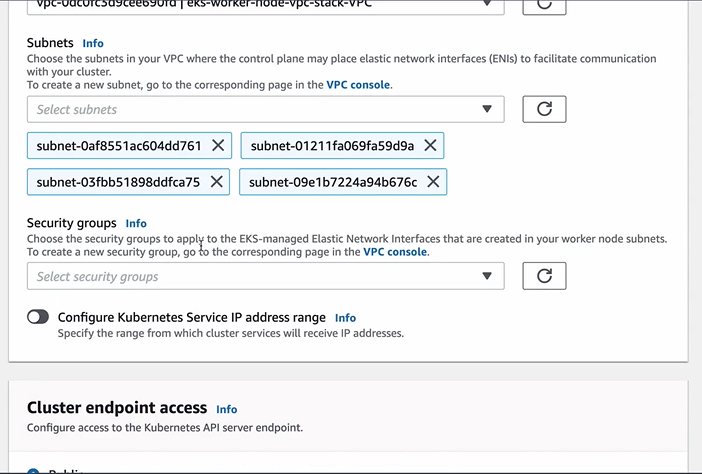 vpc-0dc0fc3d9cee690fd | eks-worker-node-vpc-stack-VPC
Subnets Info
Choose the subnets in your VPC where the control plane may place elastic network interfaces (ENIs) to facilitate communication
with your cluster.
To create a new subnet, go to the corresponding page in the VPC console.
Select subnets
subnet-0af8551ac604dd761 subnet-01211fa069fa59d9a
subnet-03fbb51898ddfca75 subnet-09e1b7224a94b676c
Security groups Info
Choose the security groups to apply to the EKS-managed Elastic Network Interfaces that are created in your worker node subnets.
To create a new security group, go to the corresponding page in the VPC console.
Select security groups
Configure Kubernetes Service IP address range Info
Specify the range from which cluster services will receive IP addresses.
Cluster endpoint access Info
Configure access to the Kubernetes API server endpoint.
Public